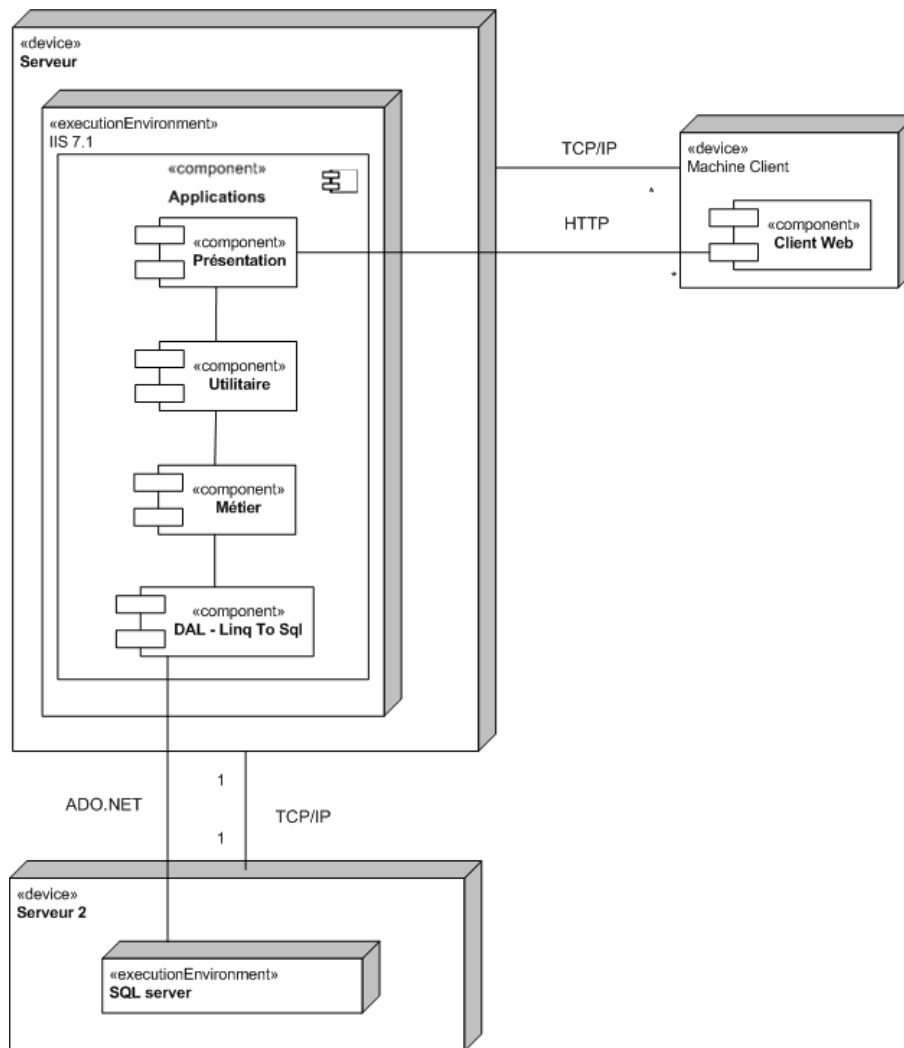 «device»
Serveur
«executionEnvironment»
IIS 7.1
«component»
Applications
«component»
Présentation
«component»
Utilitaire
«component»
Métier
«component»
DAL - Linq To Sql
TCP/IP
*
HTTP
*
«device»
Machine Client
«component»
Client Web
ADO.NET
1
TCP/IP
1
«device»
Serveur 2
«executionEnvironment»
SQL server